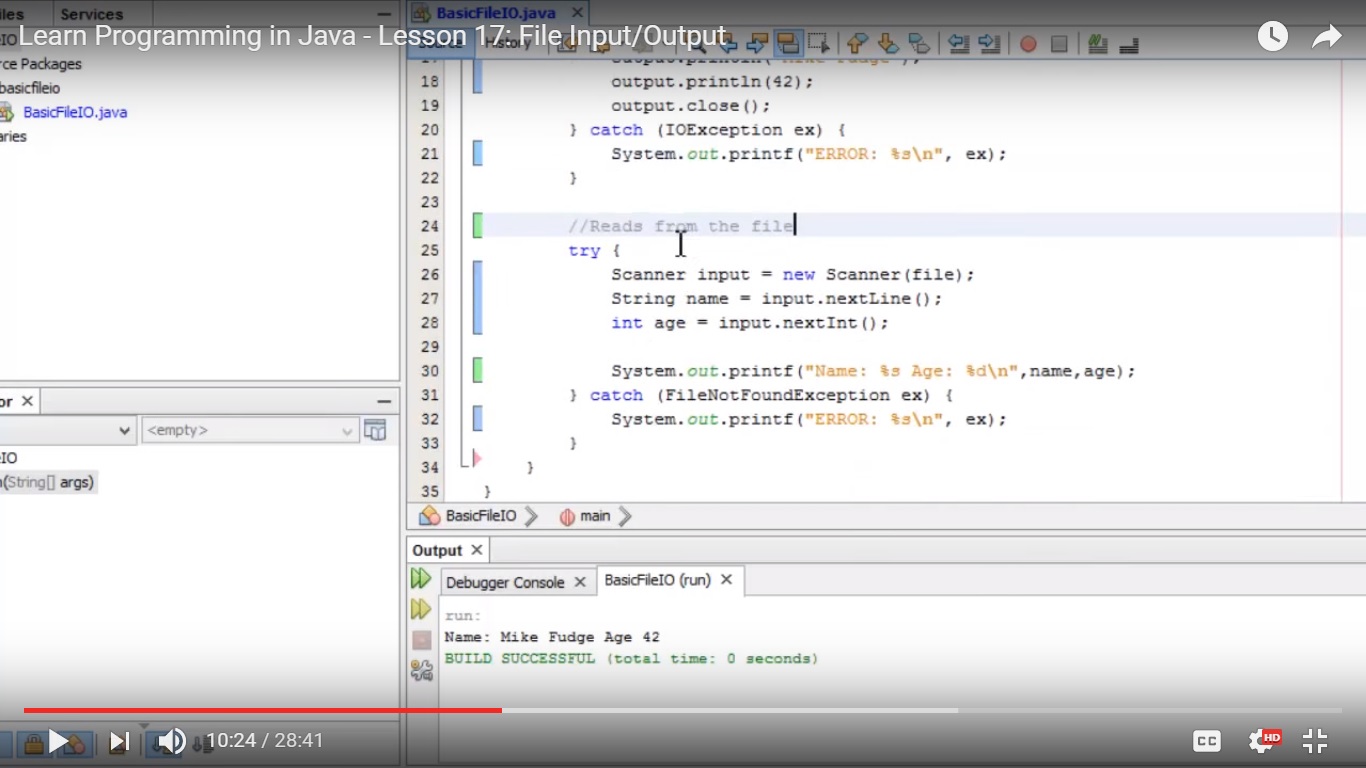 Services
BasicFileIO.java
Learn Programming in Java - Lesson 17: File Input/Output
Source
History
rce Packages
basicfileio
BasicFileIO.java
aries
17 output.println("Mike Fudge");
18 output.println(42);
19 output.close();
20 } catch (IOException ex) {
21 System.out.printf("ERROR: %s\n", ex);
22 }
23
24 //Reads from the file
25 try {
26 Scanner input = new Scanner(file);
27 String name = input.nextLine();
28 int age = input.nextInt();
29
30 System.out.printf("Name: %s Age: %d\n",name,age);
31 } catch (FileNotFoundException ex) {
32 System.out.printf("ERROR: %s\n", ex);
33 }
34 }
35 }
or
<empty>
eIO
n(String[] args)
BasicFileIO
main
Output
Debugger Console
BasicFileIO (run)
run:
Name: Mike Fudge Age 42
BUILD SUCCESSFUL (total time: 0 seconds)
10:24 / 28:41
CC
HD